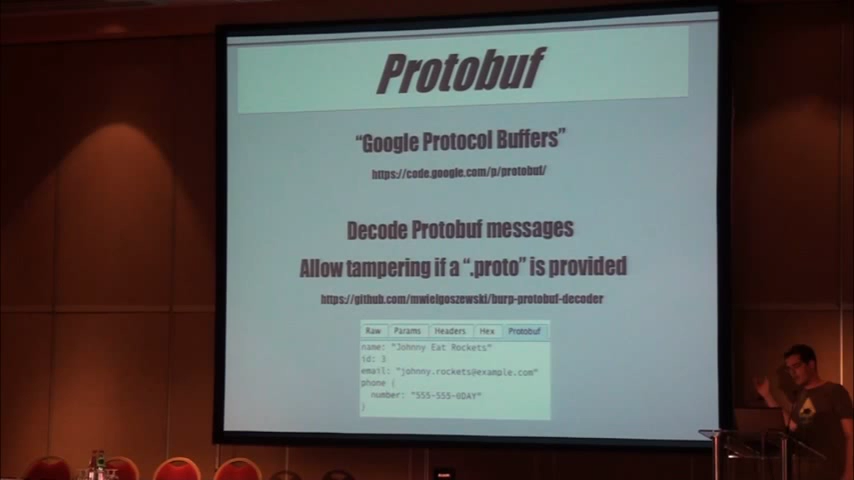 Protobuf
“Google Protocol Buffers”
https://code.google.com/p/protobuf/
Decode Protobuf messages
Allow tampering if a “.proto” is provided
https://github.com/mwielgoszewski/burp-protobuf-decoder
Raw Params Headers Hex Protobuf
name: "Johnny Eat Rockets"
id: 3
email: "johnny.rockets@example.com"
phone {
number: "555-555-0DAY"
}